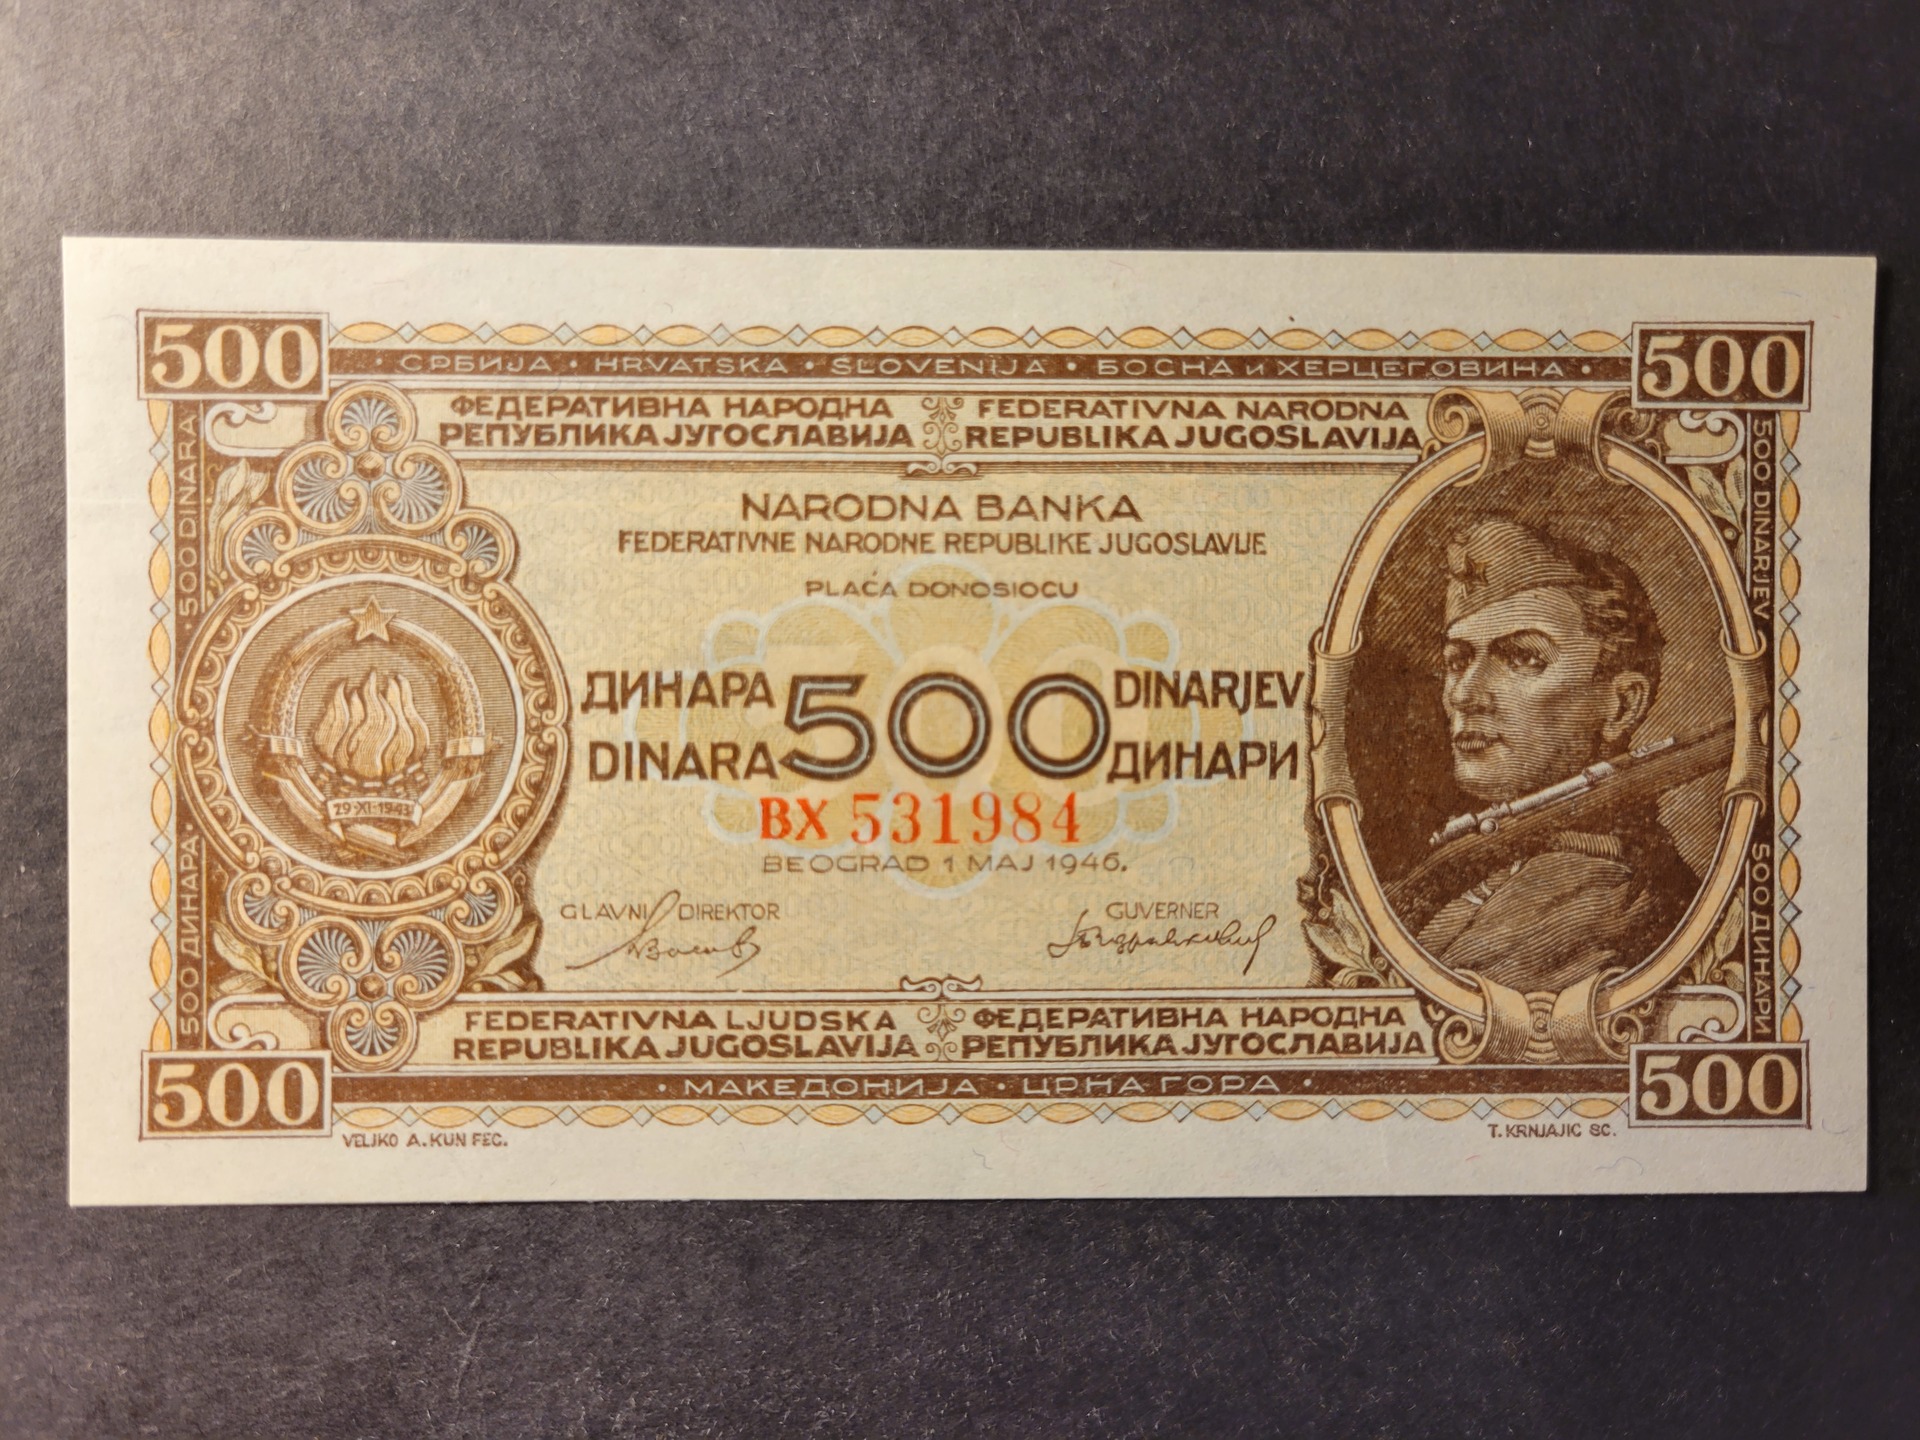 500
500
• СРБИЈА • HRVATSKA • SLOVENIJA • БОСНА и ХЕРЦЕГОВИНА •
ФЕДЕРАТИВНА НАРОДНА
РЕПУБЛИКА ЈУГОСЛАВИЈА
FEDERATIVNA NARODNA
REPUBLIKA JUGOSLAVIJA
500 DINARA
500 DINARJEV
NARODNA BANKA
FEDERATIVNE NARODNE REPUBLIKE JUGOSLAVIJE
PLAĆA DONOSIOCU
ДИНАРА 500 DINARJEV
DINARA ДИНАРИ
29•XI•1943
BX 531984
BEOGRAD 1 MAJ 1946.
GLAVNI DIREKTOR
GUVERNER
500 ДИНАРА
500 ДИНАРИ
FEDERATIVNA LJUDSKA
REPUBLIKA JUGOSLAVIJA
ФЕДЕРАТИВНА НАРОДНА
РЕПУБЛИКА ЈУГОСЛАВИЈА
• МАКЕДОНИЈА • ЦРНА ГОРА •
500
500
VELJKO A. KUN FEC.
T. KRNJAJIC SC.